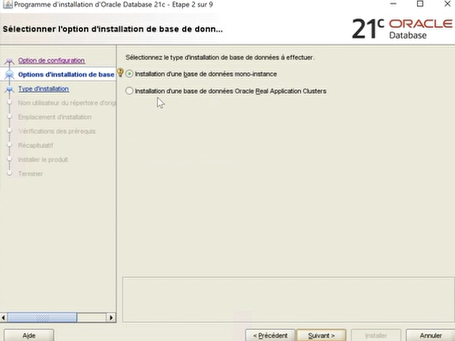 Programme d'installation d'Oracle Database 21c - Etape 2 sur 9
Sélectionner l'option d'installation de base de donn...
21c ORACLE
Database
Option de configuration
Options d'installation de base
Type d'installation
Nom utilisateur du répertoire d'orig
Emplacement d'installation
Vérifications des prérequis
Récapitulatif
Installer le produit
Terminer
Sélectionnez le type d'installation de base de données à effectuer.
Installation d'une base de données mono-instance
Installation d'une base de données Oracle Real Application Clusters
Aide
< Précédent
Suivant >
Installer
Annuler